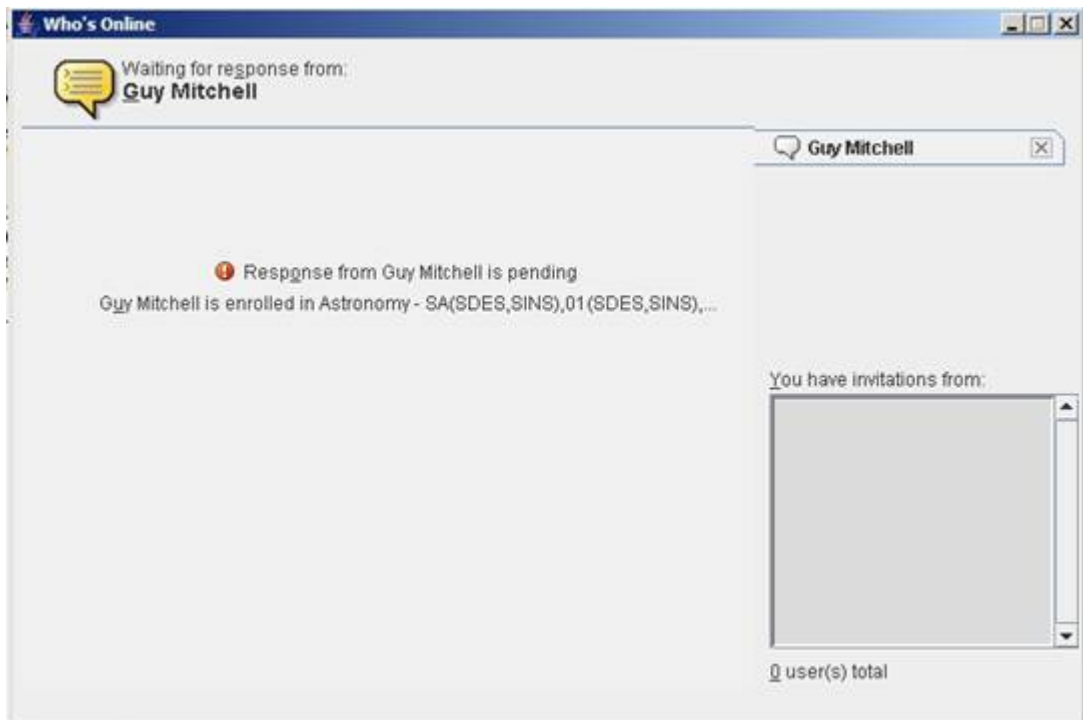 Who's Online
Waiting for response from:
Guy Mitchell
Guy Mitchell
Response from Guy Mitchell is pending
Guy Mitchell is enrolled in Astronomy - SA(SDES,SINS),01(SDES,SINS),...
You have invitations from:
0 user(s) total